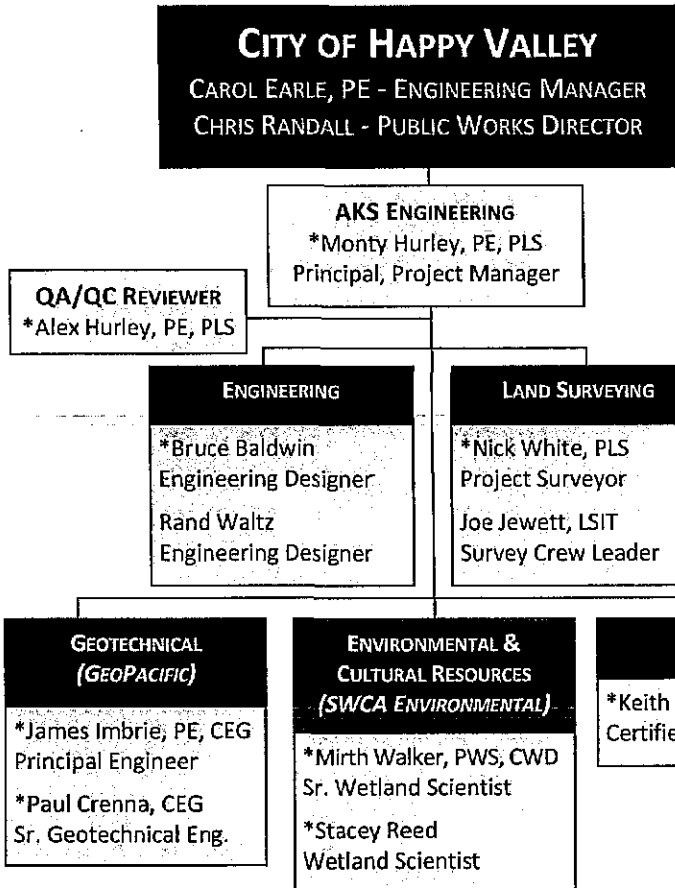 CITY OF HAPPY VALLEY
CAROL EARLE, PE - ENGINEERING MANAGER
CHRIS RANDALL - PUBLIC WORKS DIRECTOR
AKS ENGINEERING
*Monty Hurley, PE, PLS
Principal, Project Manager
QA/QC REVIEWER
*Alex Hurley, PE, PLS
ENGINEERING
*Bruce Baldwin
Engineering Designer
Rand Waltz
Engineering Designer
LAND SURVEYING
*Nick White, PLS
Project Surveyor
Joe Jewett, LSIT
Survey Crew Leader
GEOTECHNICAL
(GEOPACIFIC)
*James Imbrie, PE, CEG
Principal Engineer
*Paul Crenna, CEG
Sr. Geotechnical Eng.
ENVIRONMENTAL &
CULTURAL RESOURCES
(SWCA ENVIRONMENTAL)
*Mirth Walker, PWS, CWD
Sr. Wetland Scientist
*Stacey Reed
Wetland Scientist
*Keith
Certifie